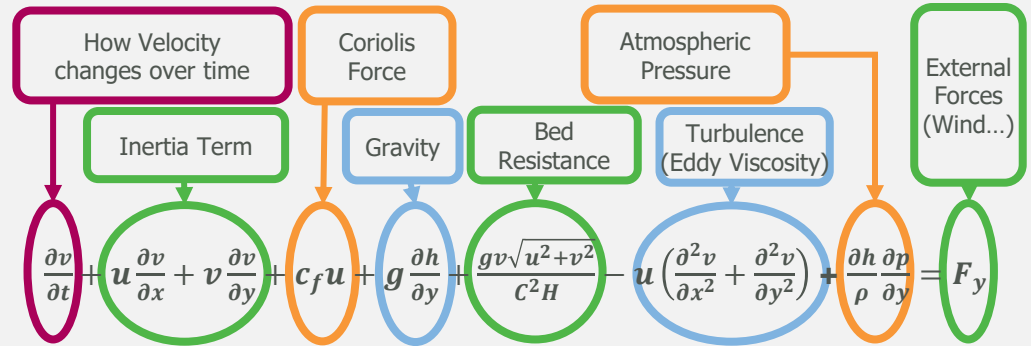 How Velocity
changes over time
Coriolis
Force
Atmospheric
Pressure
External
Forces
(Wind...)
Inertia Term
Gravity
Bed
Resistance
Turbulence
(Eddy Viscosity)
∂v/∂t + u ∂v/∂x + v ∂v/∂y + c_f u + g ∂h/∂y + gv√(u²+v²)/C²H − u (∂²v/∂x² + ∂²v/∂y²) + ∂h/ρ ∂p/∂y = F_y